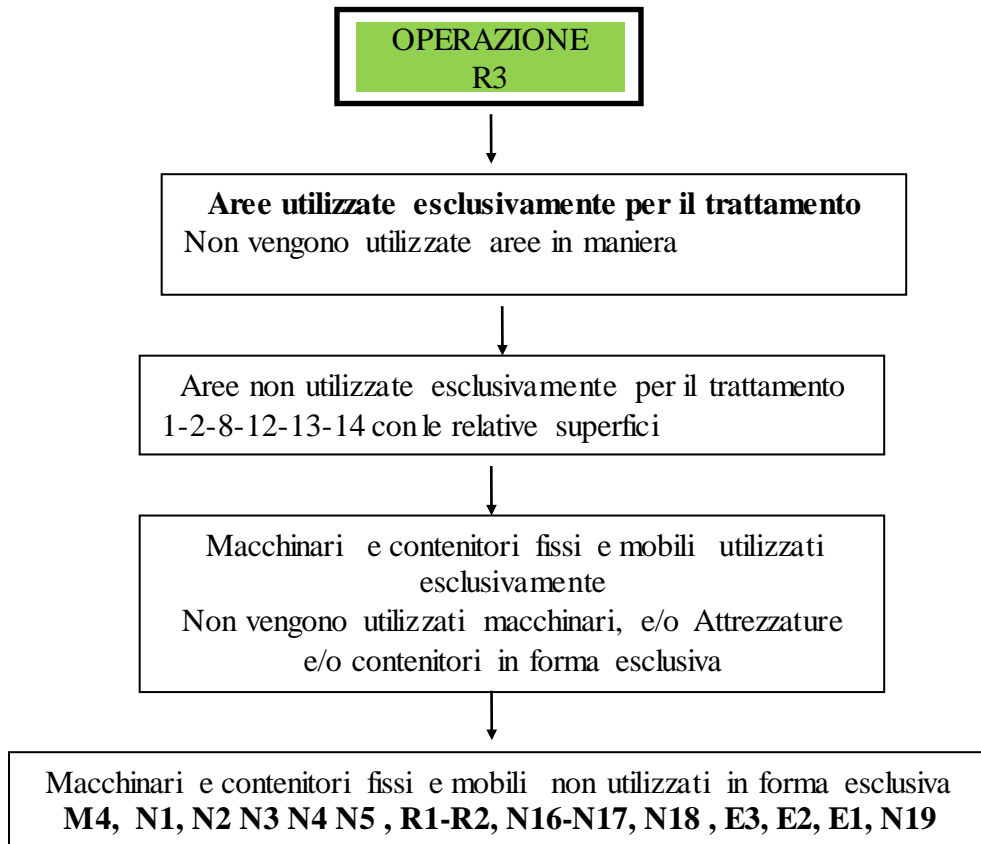 OPERAZIONE
R3
Aree utilizzate esclusivamente per il trattamento
Non vengono utilizzate aree in maniera
Aree non utilizzate esclusivamente per il trattamento
1-2-8-12-13-14 con le relative superfici
Macchinari e contenitori fissi e mobili utilizzati
esclusivamente
Non vengono utilizzati macchinari, e/o Attrezzature
e/o contenitori in forma esclusiva
Macchinari e contenitori fissi e mobili non utilizzati in forma esclusiva
M4, N1, N2 N3 N4 N5 , R1-R2, N16-N17, N18 , E3, E2, E1, N19